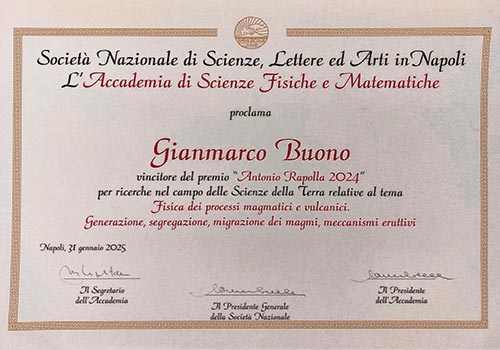 Società Nazionale di Scienze, Lettere ed Arti in Napoli
L'Accademia di Scienze Fisiche e Matematiche
proclama
Gianmarco Buono
vincitore del premio "Antonio Rapolla 2024"
per ricerche nel campo delle Scienze della Terra relative al tema
Fisica dei processi magmatici e vulcanici.
Generazione, segregazione, migrazione dei magmi, meccanismi eruttivi
Napoli, 31 gennaio 2025
Il Segretario
dell'Accademia
Il Presidente Generale
della Società Nazionale
Il Presidente
dell'Accademia